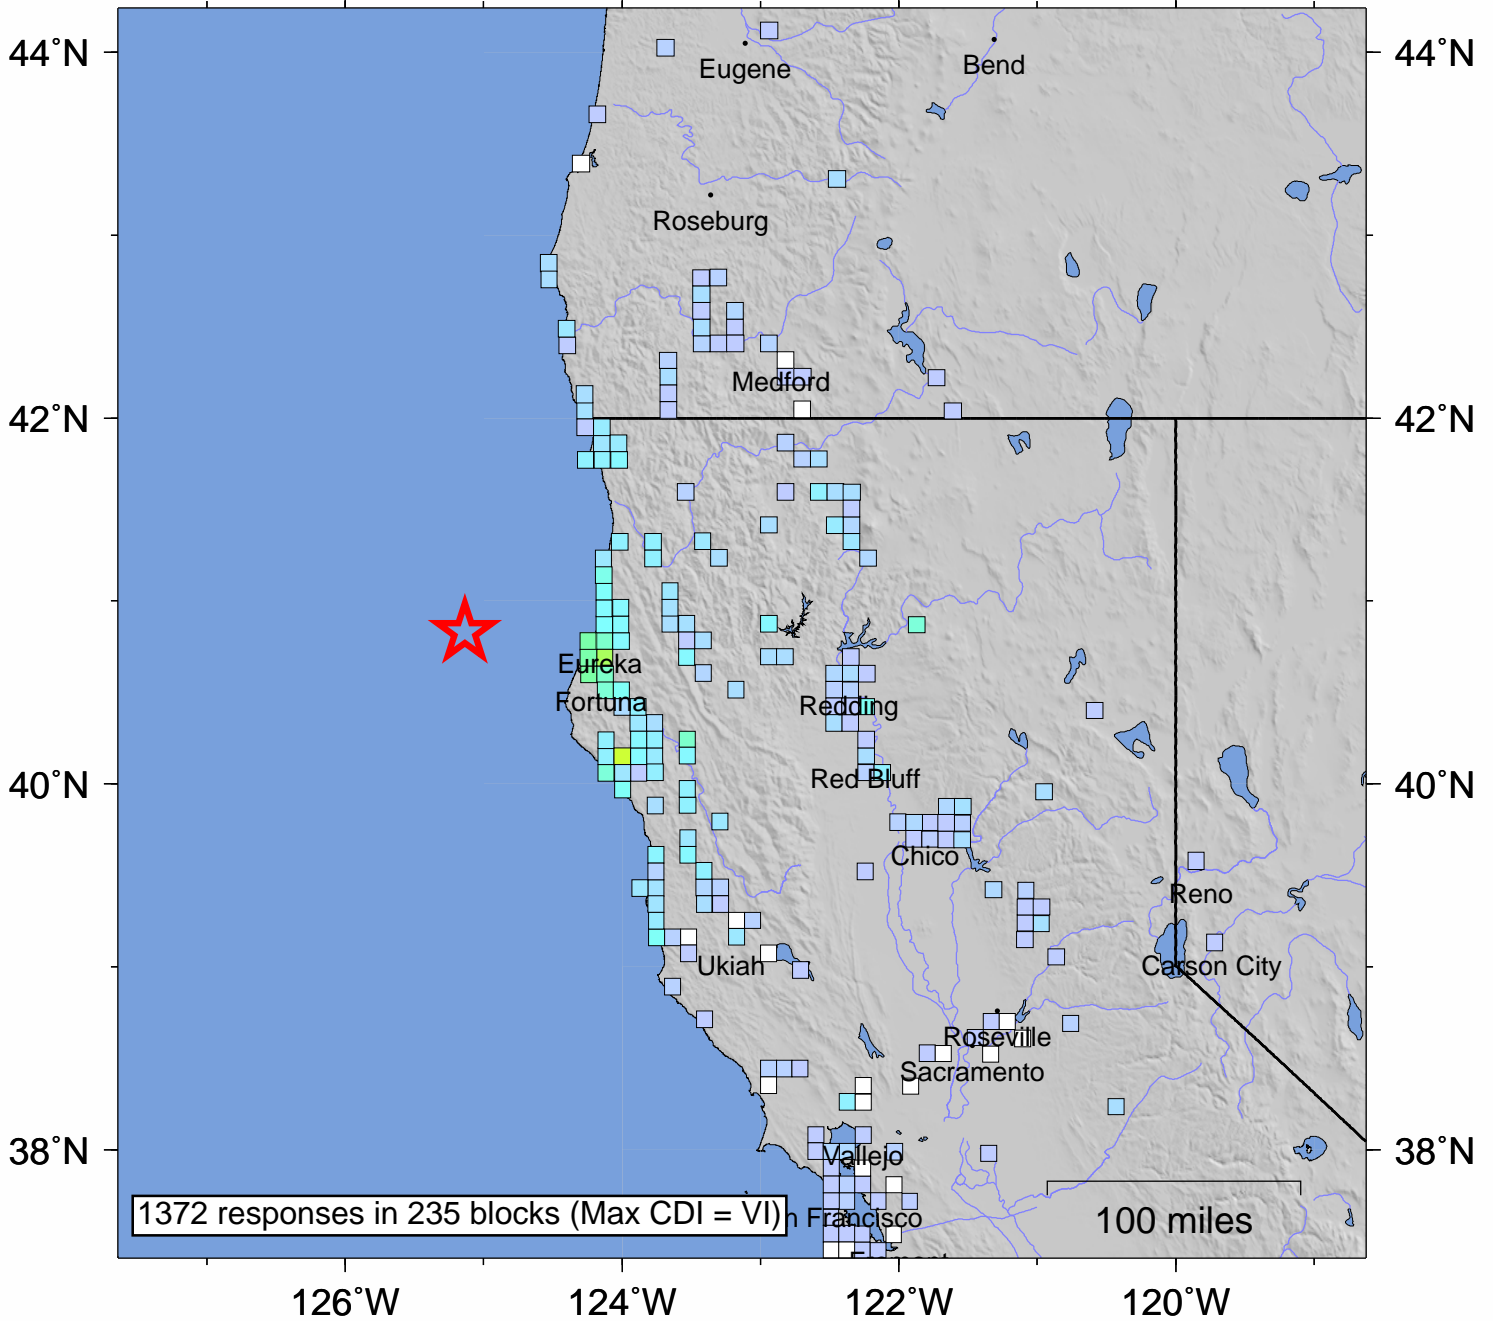 44°N
44°N
Eugene
Bend
Roseburg
Medford
42°N
42°N
Eureka
Fortuna
Redding
40°N
Red Bluff
40°N
Chico
Reno
Ukiah
Carson City
Roseville
Sacramento
38°N
Vallejo
38°N
1372 responses in 235 blocks (Max CDI = VI)
Francisco
100 miles
126°W
124°W
122°W
120°W